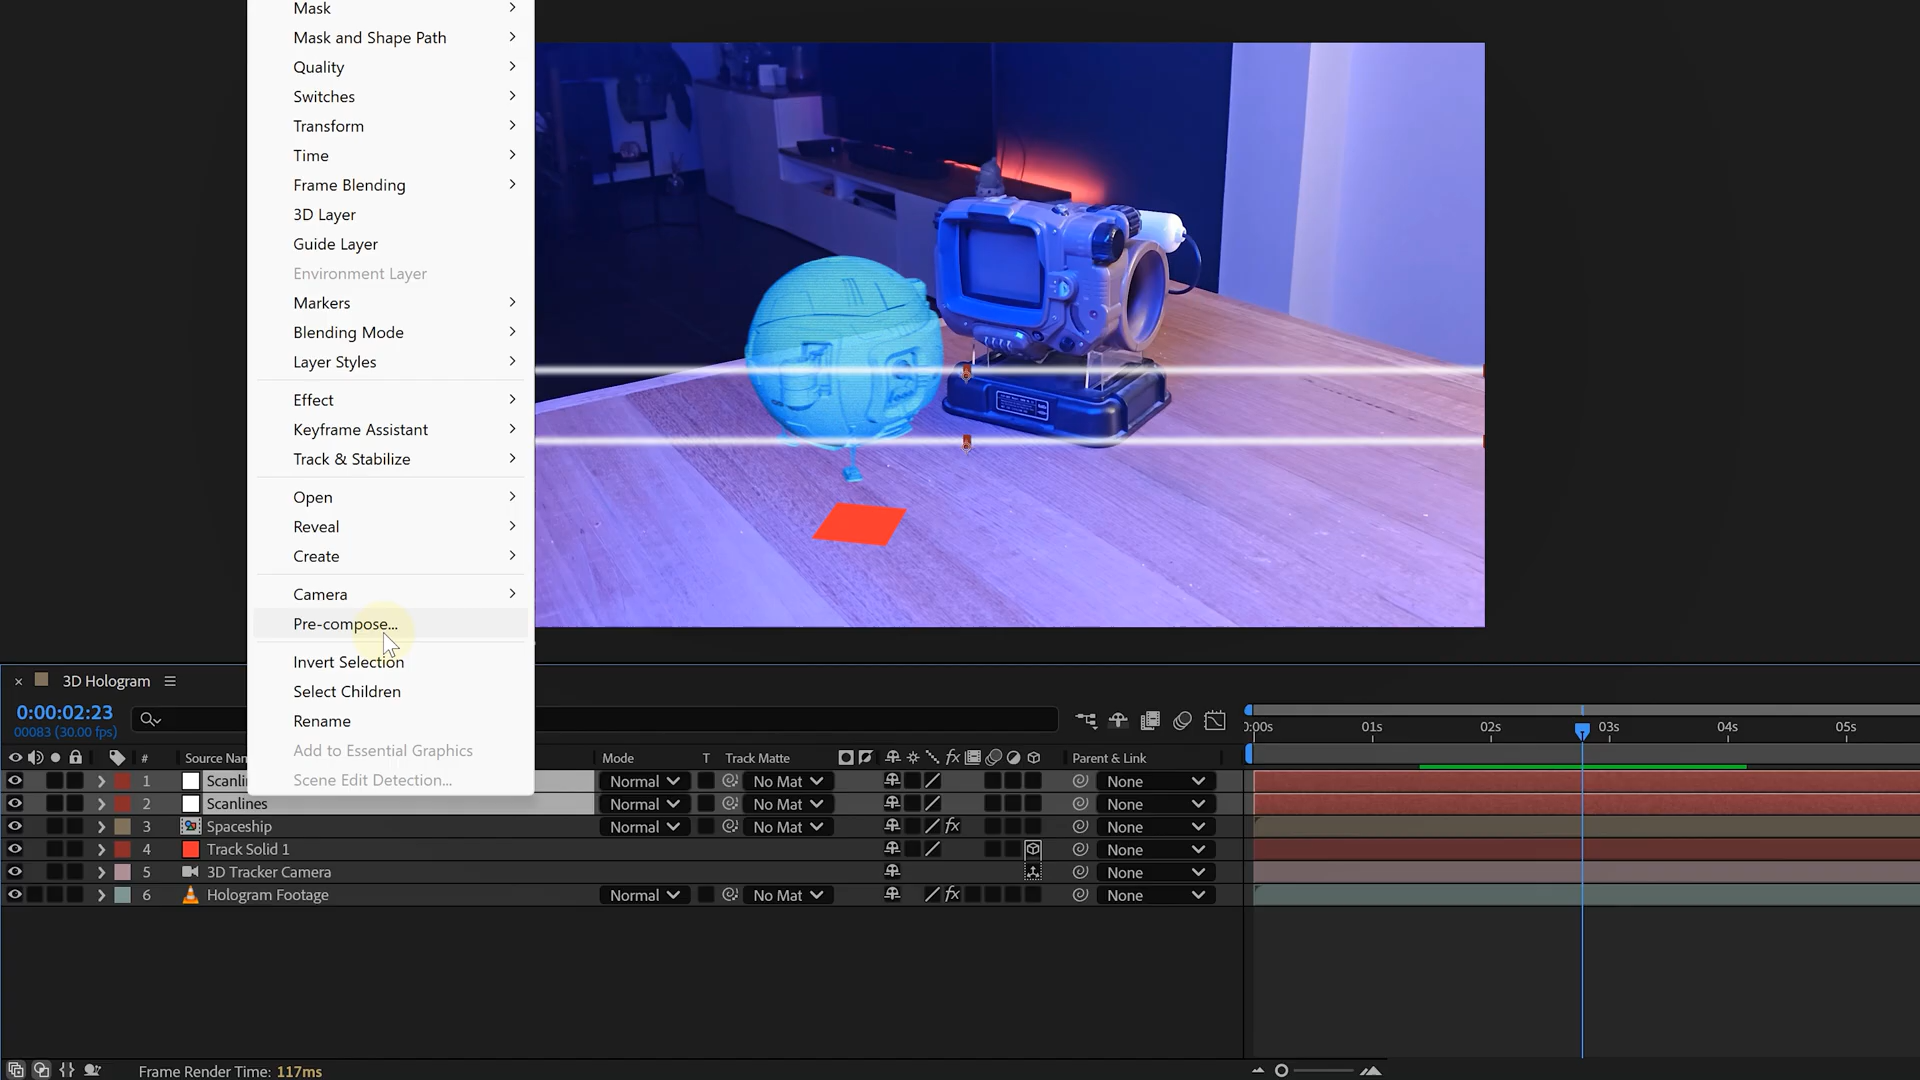 Mask
Mask and Shape Path
Quality
Switches
Transform
Time
Frame Blending
3D Layer
Guide Layer
Environment Layer
Markers
Blending Mode
Layer Styles
Effect
Keyframe Assistant
Track & Stabilize
Open
Reveal
Create
Camera
Pre-compose...
Invert Selection
Select Children
Rename
Add to Essential Graphics
Scene Edit Detection...
3D Hologram
0:00:02:23
00083 (30.00 fps)
:00s 01s 02s 03s 04s 05s
# Source Nam Mode T Track Matte fx Parent & Link
1 Scanli Normal No Mat None
2 Scanlines Normal No Mat None
3 Spaceship Normal No Mat fx None
4 Track Solid 1 None
5 3D Tracker Camera None
6 Hologram Footage Normal No Mat fx None
Frame Render Time: 117ms